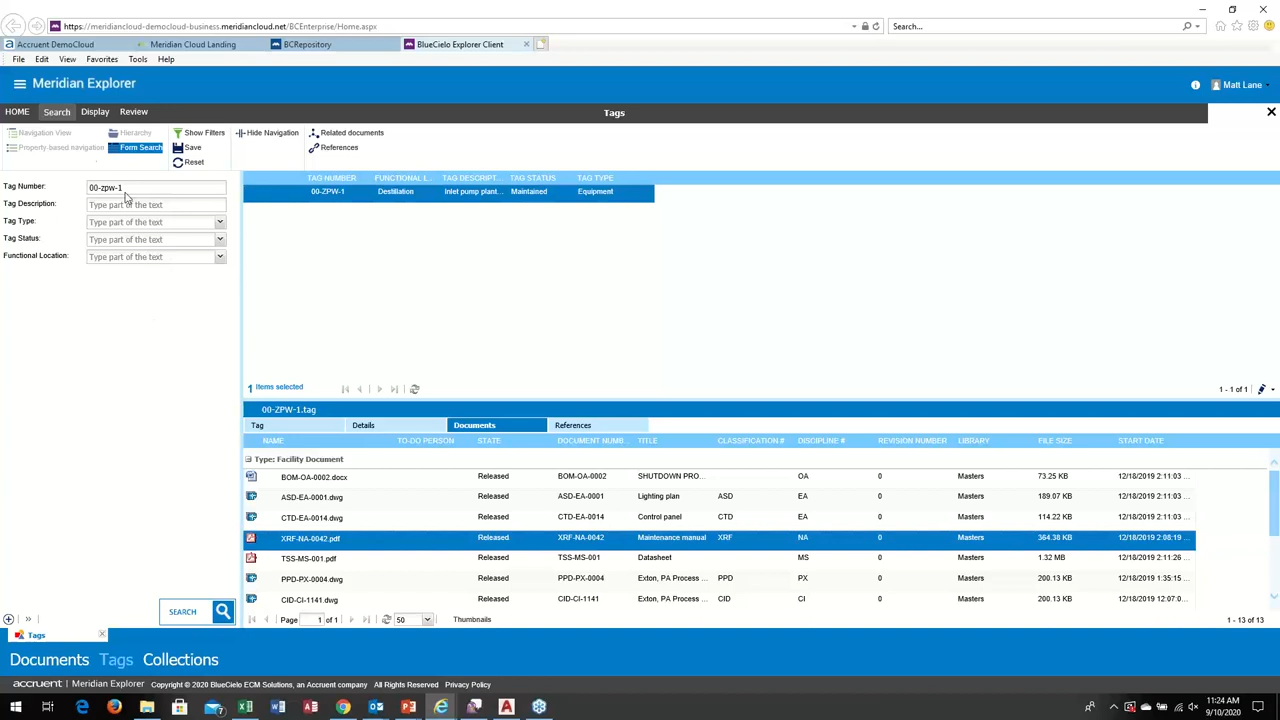 https://meridiancloud-democloud-business.meridiancloud.net/BCEnterprise/Home.aspx
Search...
Accruent DemoCloud
Meridian Cloud Landing
BCRepository
BlueCielo Explorer Client
File Edit View Favorites Tools Help
Meridian Explorer
Matt Lane
HOME Search Display Review
Tags
Navigation View
Hierarchy
Show Filters
Hide Navigation
Related documents
Property-based navigation
Form Search
Save
References
Reset
Tag Number: 00-zpw-1
Tag Description: Type part of the text
Tag Type: Type part of the text
Tag Status: Type part of the text
Functional Location: Type part of the text
TAG NUMBER FUNCTIONAL L... TAG DESCRIPT... TAG STATUS TAG TYPE
00-ZPW-1 Destillation Inlet pump plant... Maintained Equipment
1 Items selected
1 - 1 of 1
00-ZPW-1.tag
Tag Details Documents References
NAME TO-DO PERSON STATE DOCUMENT NUMB... TITLE CLASSIFICATION # DISCIPLINE # REVISION NUMBER LIBRARY FILE SIZE START DATE
Type: Facility Document
BOM-OA-0002.docx Released BOM-OA-0002 SHUTDOWN PRO... OA 0 Masters 73.25 KB 12/18/2019 2:11:03 ...
ASD-EA-0001.dwg Released ASD-EA-0001 Lighting plan ASD EA 0 Masters 189.07 KB 12/18/2019 2:11:03 ...
CTD-EA-0014.dwg Released CTD-EA-0014 Control panel CTD EA 0 Masters 114.22 KB 12/18/2019 2:11:03 ...
XRF-NA-0042.pdf Released XRF-NA-0042 Maintenance manual XRF NA 0 Masters 364.38 KB 12/18/2019 2:08:19 ...
TSS-MS-001.pdf Released TSS-MS-001 Datasheet MS 0 Masters 1.32 MB 12/18/2019 2:11:26 ...
PPD-PX-0004.dwg Released PPD-PX-0004 Exton, PA Process ... PPD PX 0 Masters 200.13 KB 12/18/2019 1:35:15 ...
CID-CI-1141.dwg Released CID-CI-1141 Exton, PA Process ... CID CI 0 Masters 200.13 KB 12/18/2019 12:07:0...
SEARCH
Page 1 of 1
50
Thumbnails
1 - 13 of 13
Tags
Documents Tags Collections
accruent | Meridian Explorer Copyright © 2020 BlueCielo ECM Solutions, an Accruent company All Rights Reserved Privacy Policy
11:24 AM
9/10/2020